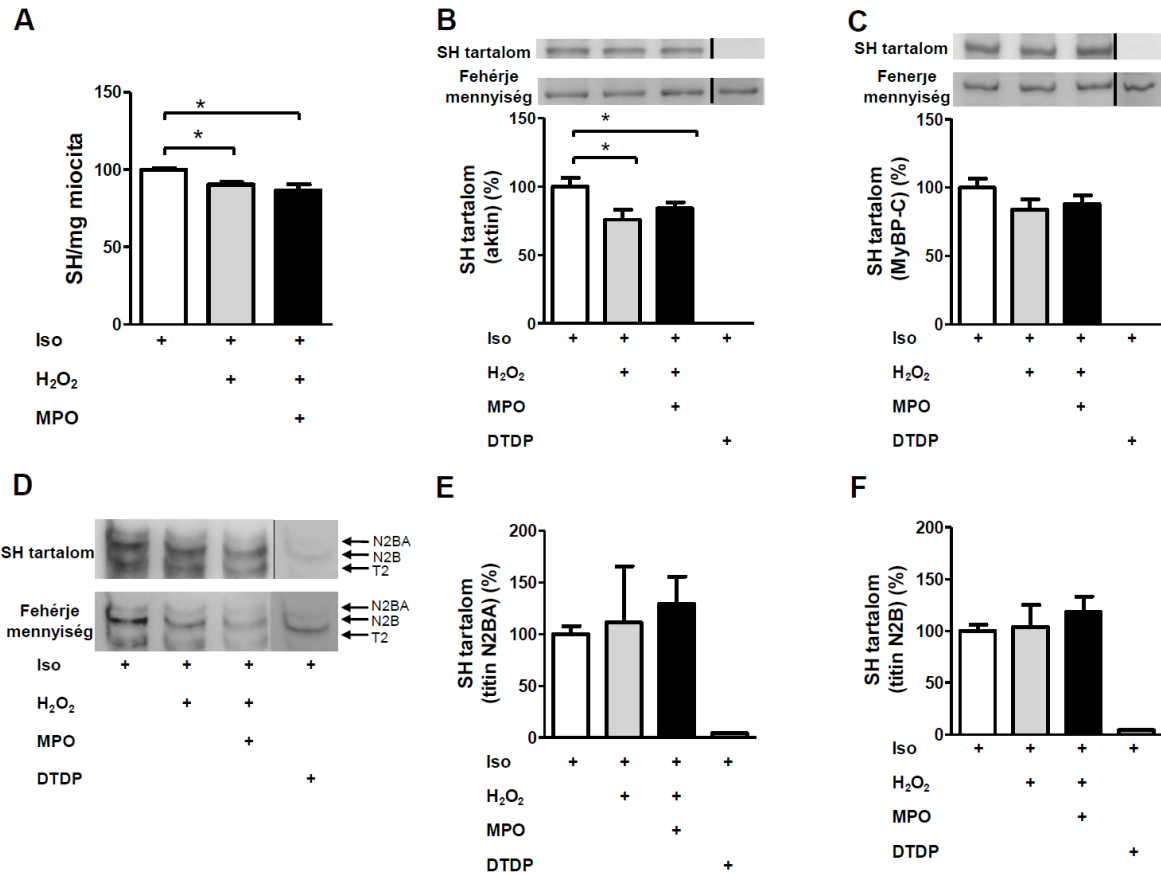 A
SH/mg miocita
150
*
*
100
50
0
Iso + + +
H₂O₂ + +
MPO +
B
SH tartalom
Fehérje
mennyiség
SH tartalom
(aktin) (%)
150
*
*
100
50
0
Iso + + + +
H₂O₂ + +
MPO +
DTDP +
C
SH tartalom
Fenerje
mennyiség
SH tartalom
(MyBP-C) (%)
150
100
50
0
Iso + + + +
H₂O₂ + +
MPO +
DTDP +
D
SH tartalom
N2BA
N2B
T2
Fehérje
mennyiség
N2BA
N2B
T2
Iso + + + +
H₂O₂ + +
MPO +
DTDP +
E
SH tartalom
(titin N2BA) (%)
200
150
100
50
0
Iso + + + +
H₂O₂ + +
MPO +
DTDP +
F
SH tartalom
(titin N2B) (%)
200
150
100
50
0
Iso + + + +
H₂O₂ + +
MPO +
DTDP +